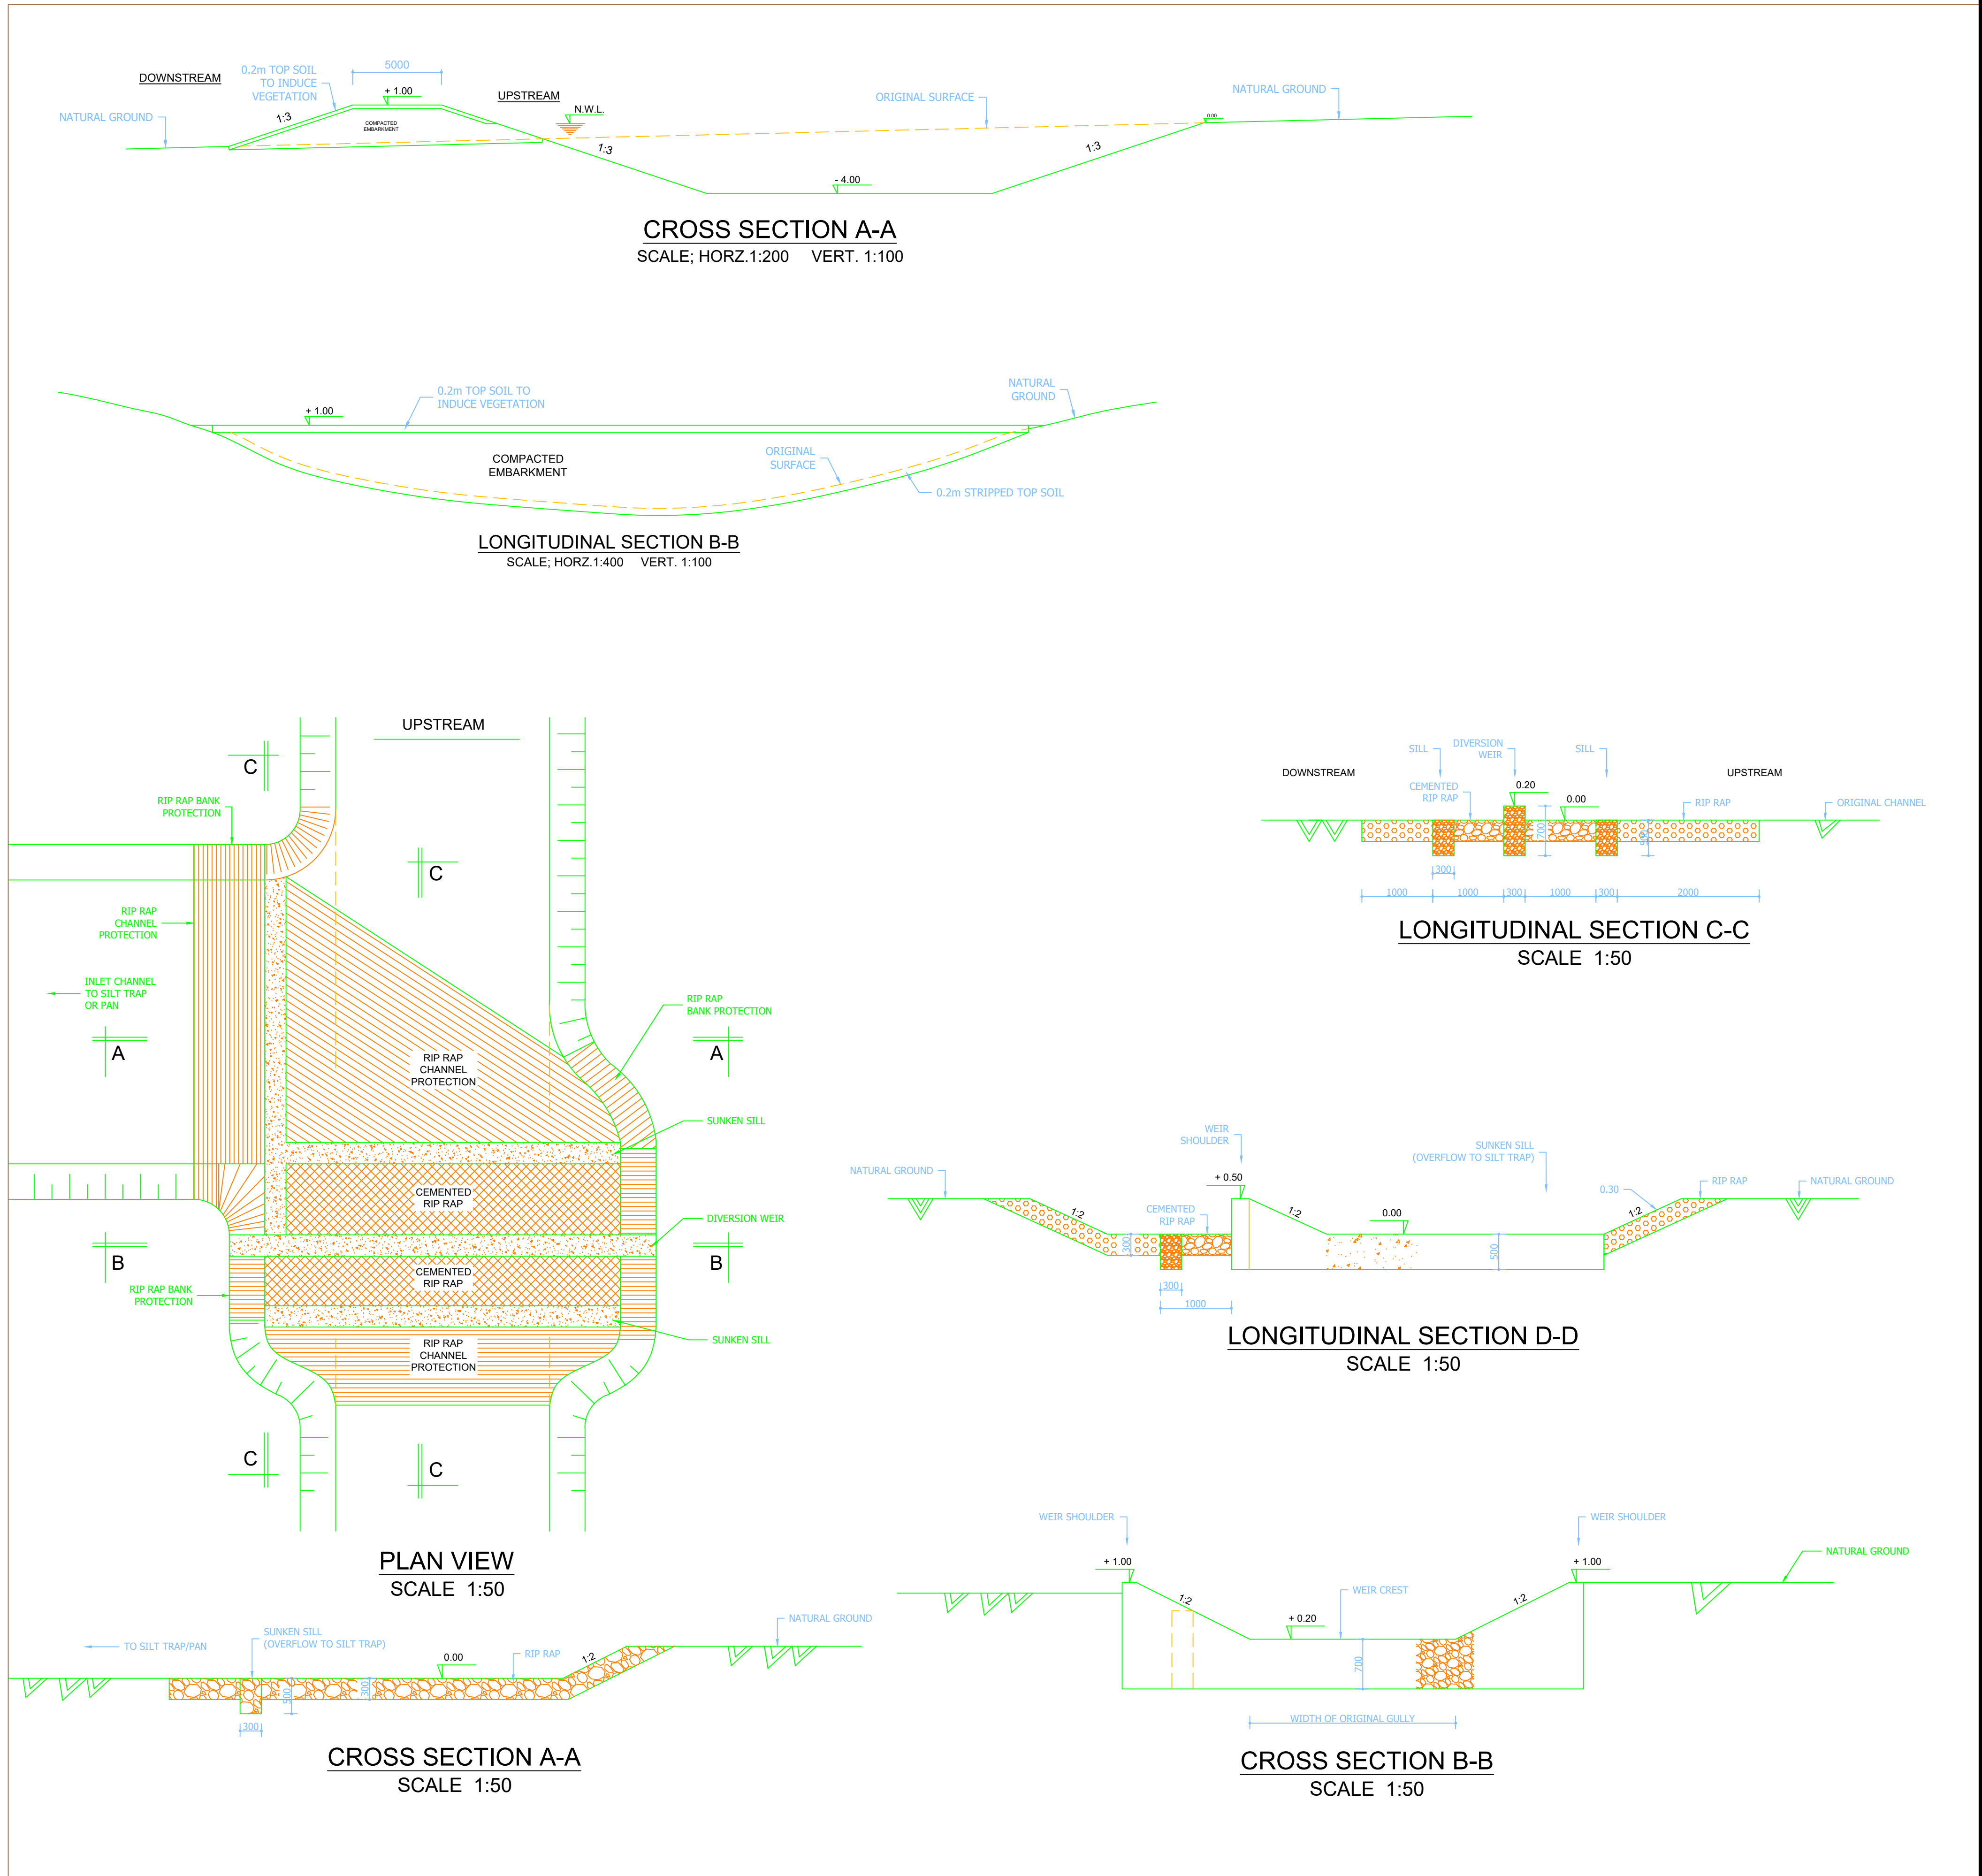 DOWNSTREAM
0.2m TOP SOIL
TO INDUCE
VEGETATION
5000
+ 1.00
UPSTREAM
N.W.L.
ORIGINAL SURFACE
NATURAL GROUND
0.00
NATURAL GROUND
1:3
COMPACTED
EMBARKMENT
1:3
1:3
- 4.00
CROSS SECTION A-A
SCALE; HORZ.1:200 VERT. 1:100
+ 1.00
0.2m TOP SOIL TO
INDUCE VEGETATION
NATURAL
GROUND
COMPACTED
EMBARKMENT
ORIGINAL
SURFACE
0.2m STRIPPED TOP SOIL
LONGITUDINAL SECTION B-B
SCALE; HORZ.1:400 VERT. 1:100
UPSTREAM
C
RIP RAP BANK
PROTECTION
C
RIP RAP
CHANNEL
PROTECTION
INLET CHANNEL
TO SILT TRAP
OR PAN
RIP RAP
BANK PROTECTION
A
A
RIP RAP
CHANNEL
PROTECTION
SUNKEN SILL
CEMENTED
RIP RAP
DIVERSION WEIR
B
B
CEMENTED
RIP RAP
RIP RAP BANK
PROTECTION
SUNKEN SILL
RIP RAP
CHANNEL
PROTECTION
C
C
PLAN VIEW
SCALE 1:50
SILL
DIVERSION
WEIR
SILL
DOWNSTREAM
UPSTREAM
CEMENTED
RIP RAP
0.20
0.00
RIP RAP
ORIGINAL CHANNEL
700
500
300
1000
1000
300
1000
300
2000
LONGITUDINAL SECTION C-C
SCALE 1:50
WEIR
SHOULDER
SUNKEN SILL
(OVERFLOW TO SILT TRAP)
NATURAL GROUND
+ 0.50
0.30
RIP RAP
NATURAL GROUND
1:2
CEMENTED
RIP RAP
1:2
0.00
1:2
300
500
300
1000
LONGITUDINAL SECTION D-D
SCALE 1:50
TO SILT TRAP/PAN
SUNKEN SILL
(OVERFLOW TO SILT TRAP)
NATURAL GROUND
0.00
RIP RAP
1:2
500
300
300
CROSS SECTION A-A
SCALE 1:50
WEIR SHOULDER
WEIR SHOULDER
+ 1.00
+ 1.00
NATURAL GROUND
1:2
WEIR CREST
1:2
+ 0.20
700
WIDTH OF ORIGINAL GULLY
CROSS SECTION B-B
SCALE 1:50